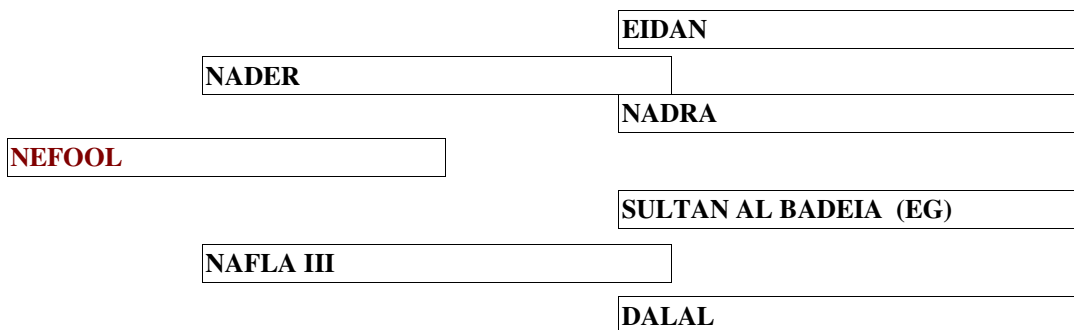 EIDAN
NADER
NADRA
NEFOOL
SULTAN AL BADEIA (EG)
NAFLA III
DALAL